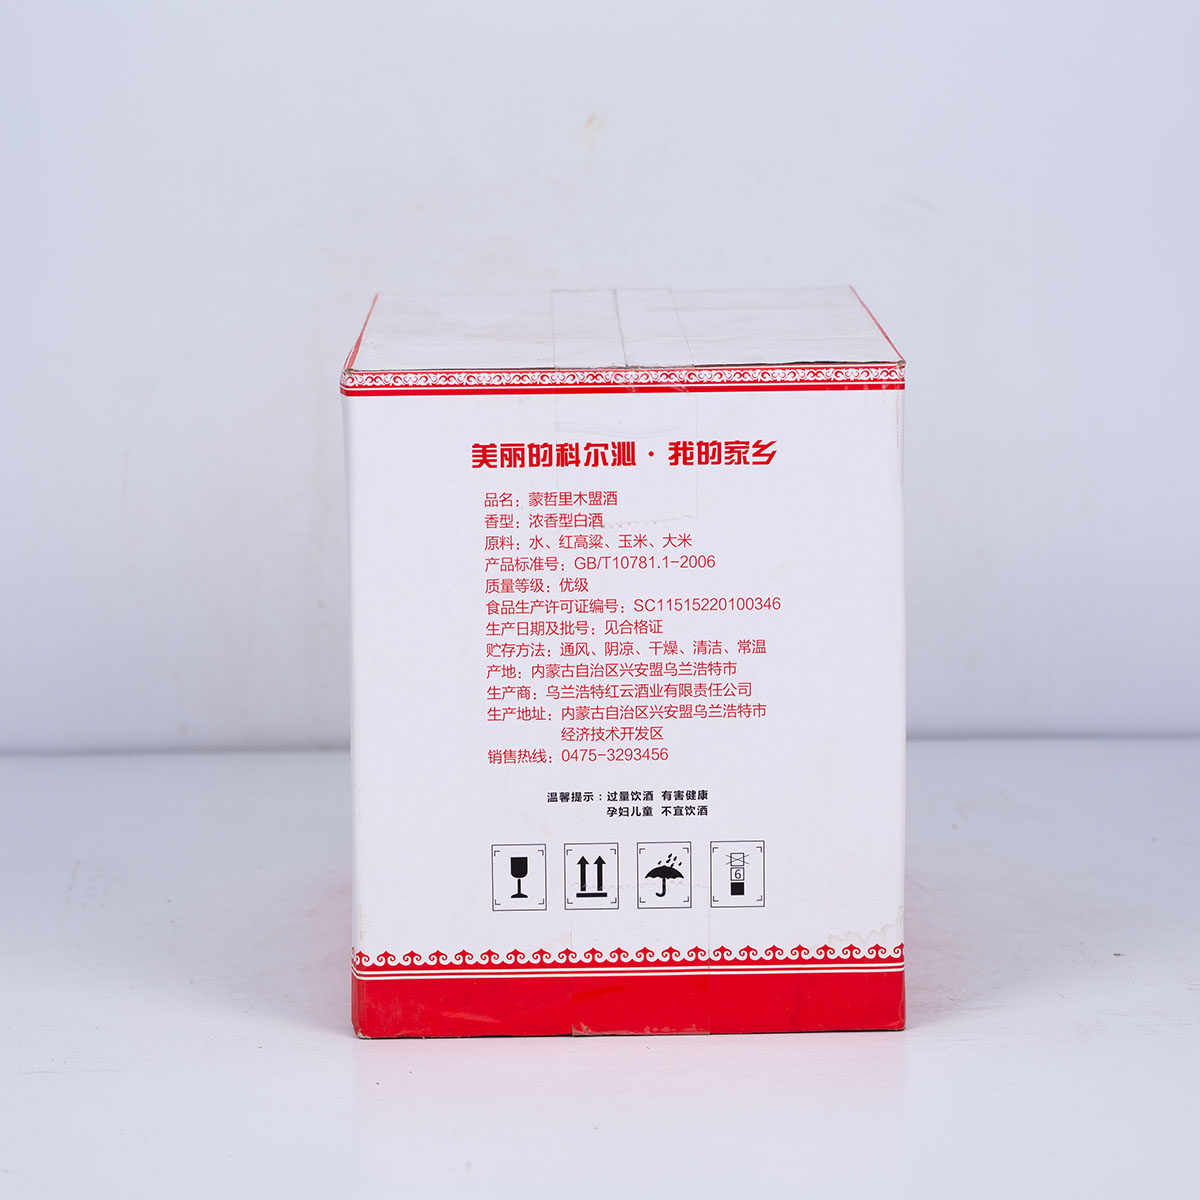 美丽的科尔沁·我的家乡
品名：蒙哲里木盟酒
香型：浓香型白酒
原料：水、红高粱、玉米、大米
产品标准号：GB/T10781.1-2006
质量等级：优级
食品生产许可证编号：SC11515220100346
生产日期及批号：见合格证
贮存方法：通风、阴凉、干燥、清洁、常温
产地：内蒙古自治区兴安盟乌兰浩特市
生产商：乌兰浩特红云酒业有限责任公司
生产地址：内蒙古自治区兴安盟乌兰浩特市
经济技术开发区
销售热线：0475-3293456
温馨提示：过量饮酒 有害健康
孕妇儿童 不宜饮酒
6